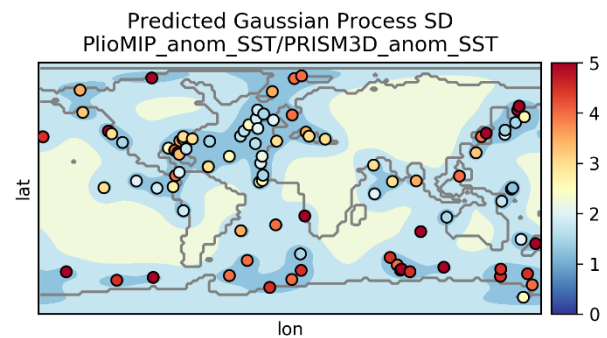 Predicted Gaussian Process SD
PlioMIP_anom_SST/PRISM3D_anom_SST
lat
lon
5
4
3
2
1
0